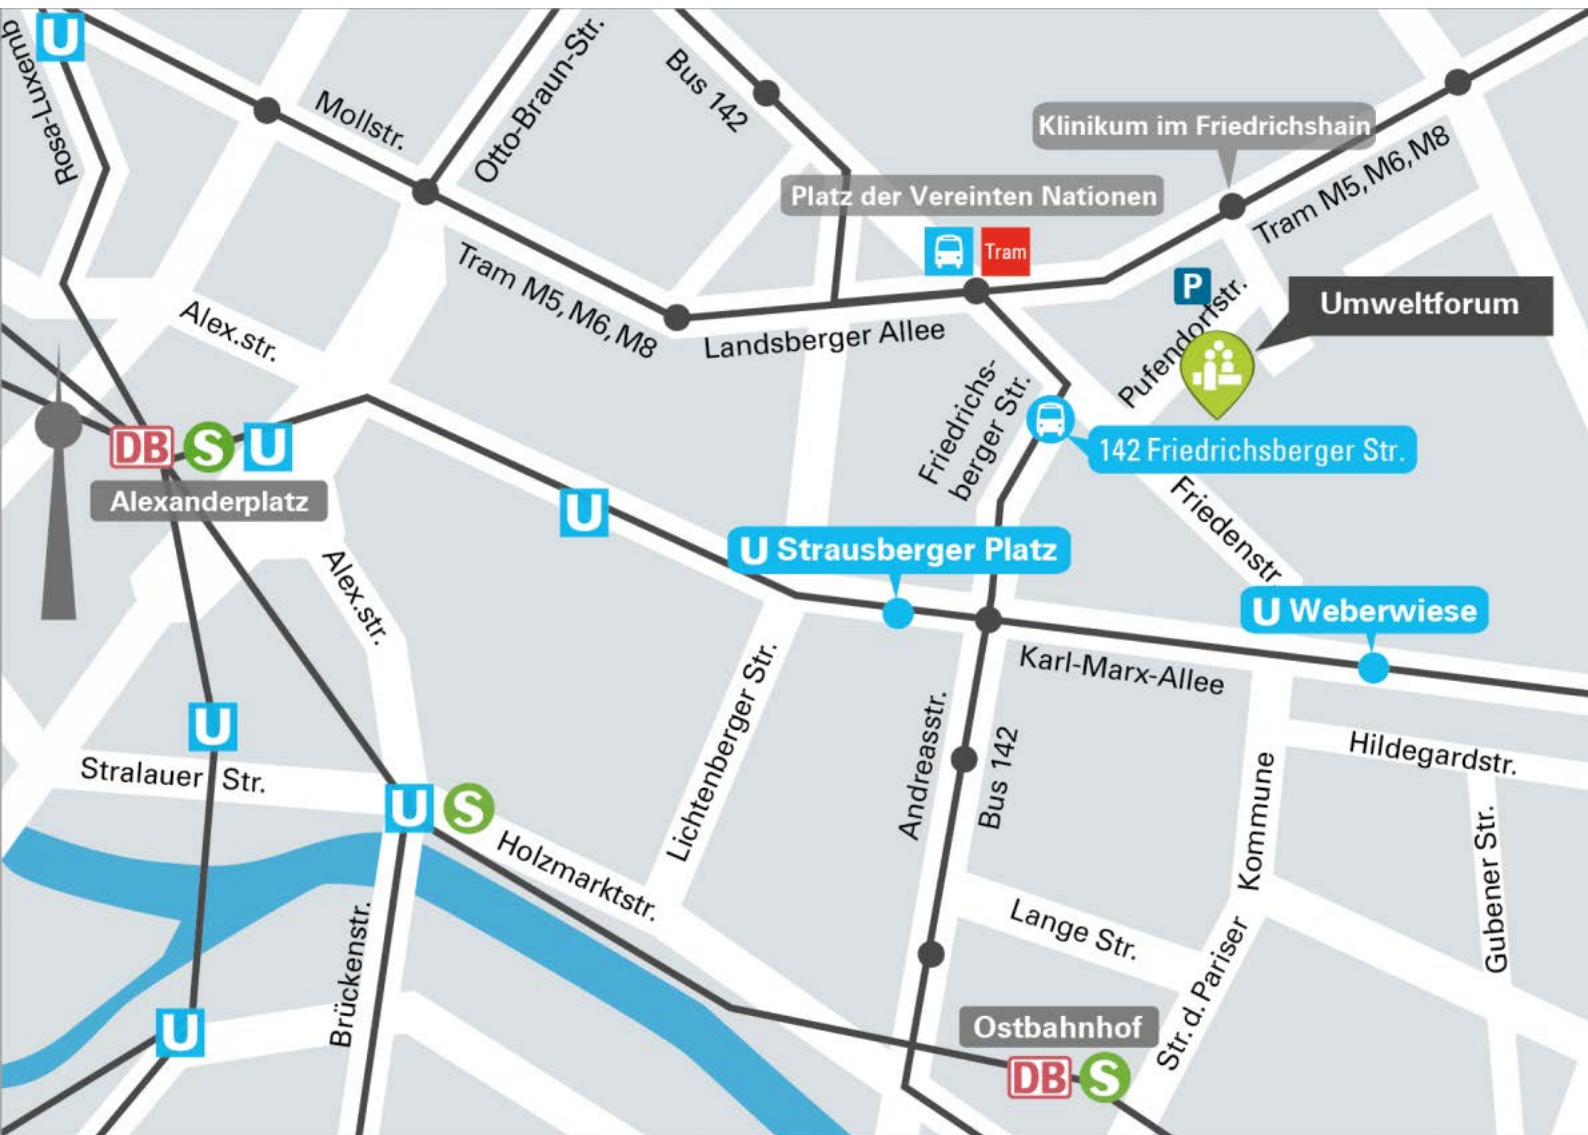 U
Rosa-Luxemb
Mollstr.
Otto-Braun-Str.
Bus 142
Klinikum im Friedrichshain
Tram M5, M6, M8
Platz der Vereinten Nationen
Tram
Tram M5, M6, M8
P
Pufendorfstr.
Umweltforum
Alex.str.
Landsberger Allee
Friedrichs-
berger Str.
142 Friedrichsberger Str.
DB S U
Alexanderplatz
U
Friedenstr.
U Strausberger Platz
Alex.str.
U Weberwiese
Karl-Marx-Allee
Lichtenberger Str.
Andreasstr.
Bus 142
Hildegardstr.
U
Stralauer Str.
U S
Holzmarktstr.
Str. d. Pariser Kommune
Gubener Str.
Lange Str.
Brückenstr.
U
Ostbahnhof
DB S